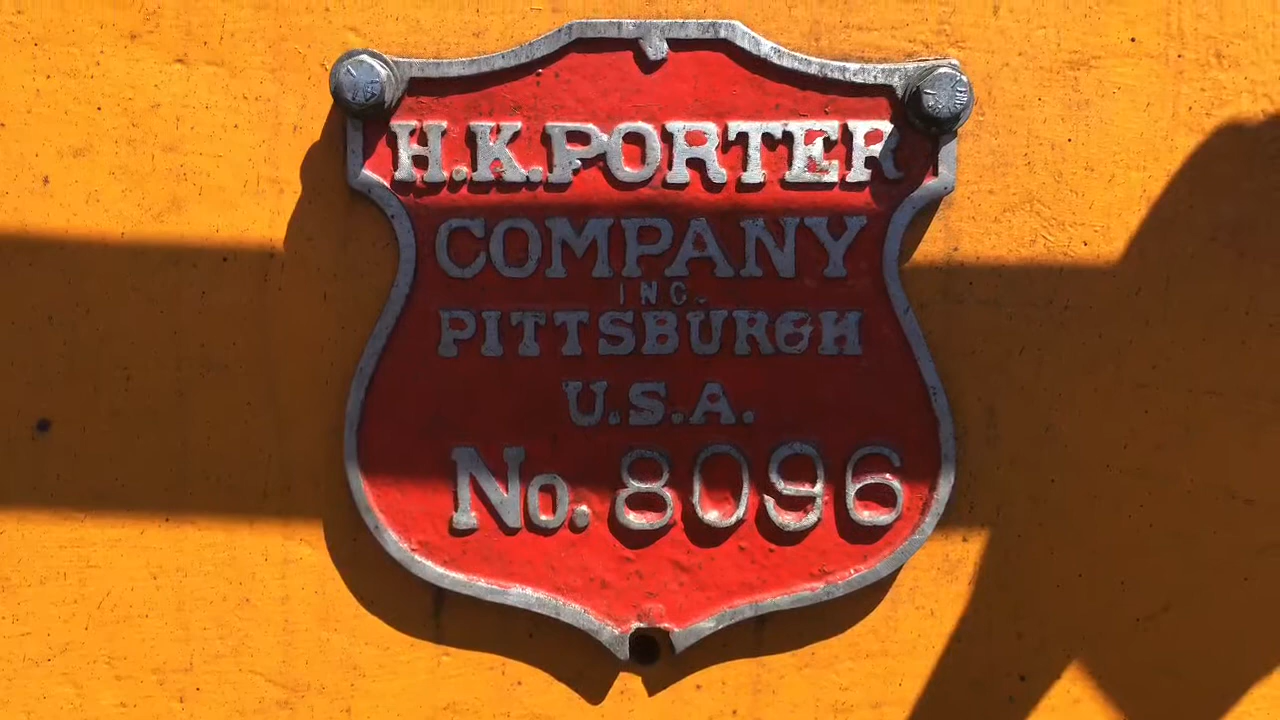 H.K.PORTER
COMPANY
INC.
PITTSBURGH
U.S.A.
No. 8096